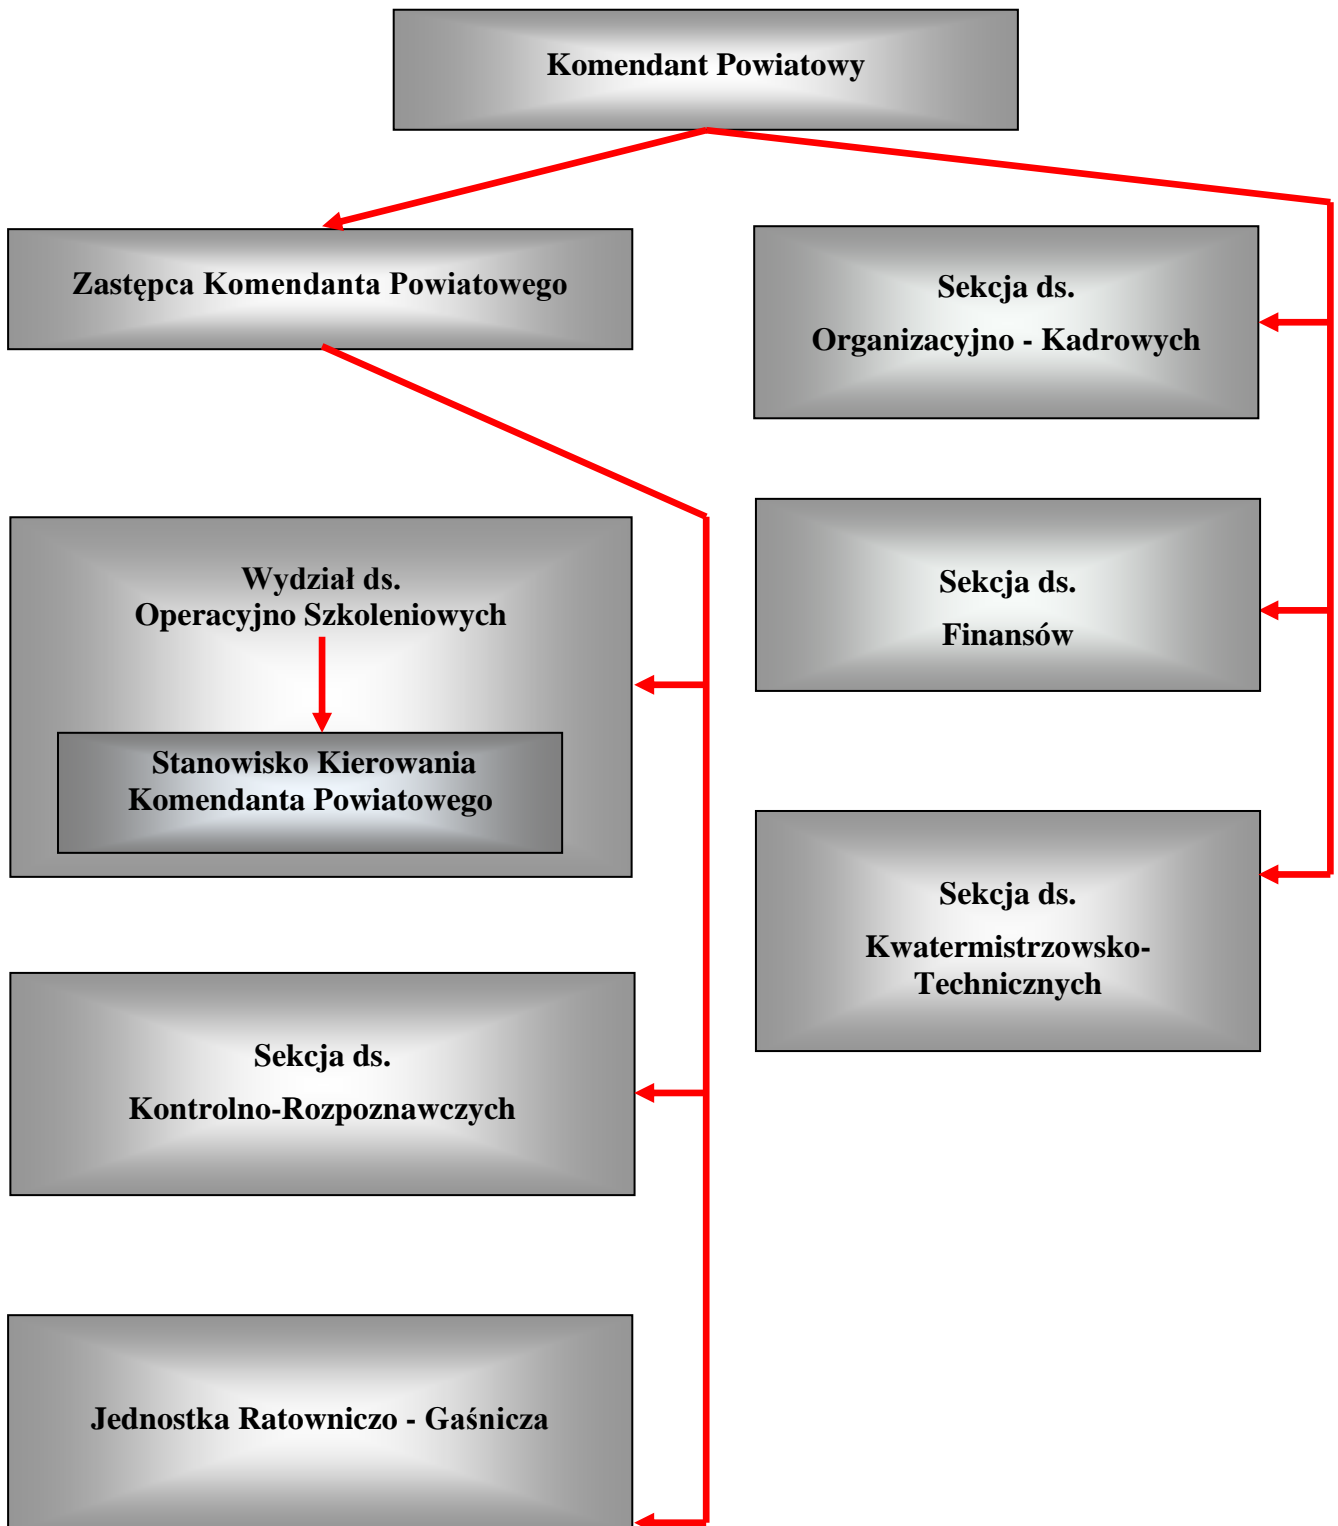 Komendant Powiatowy
Zastępca Komendanta Powiatowego
Sekcja ds.
Organizacyjno - Kadrowych
Wydział ds.
Operacyjno Szkoleniowych
Stanowisko Kierowania
Komendanta Powiatowego
Sekcja ds.
Finansów
Sekcja ds.
Kwatermistrzowsko-
Technicznych
Sekcja ds.
Kontrolno-Rozpoznawczych
Jednostka Ratowniczo - Gaśnicza